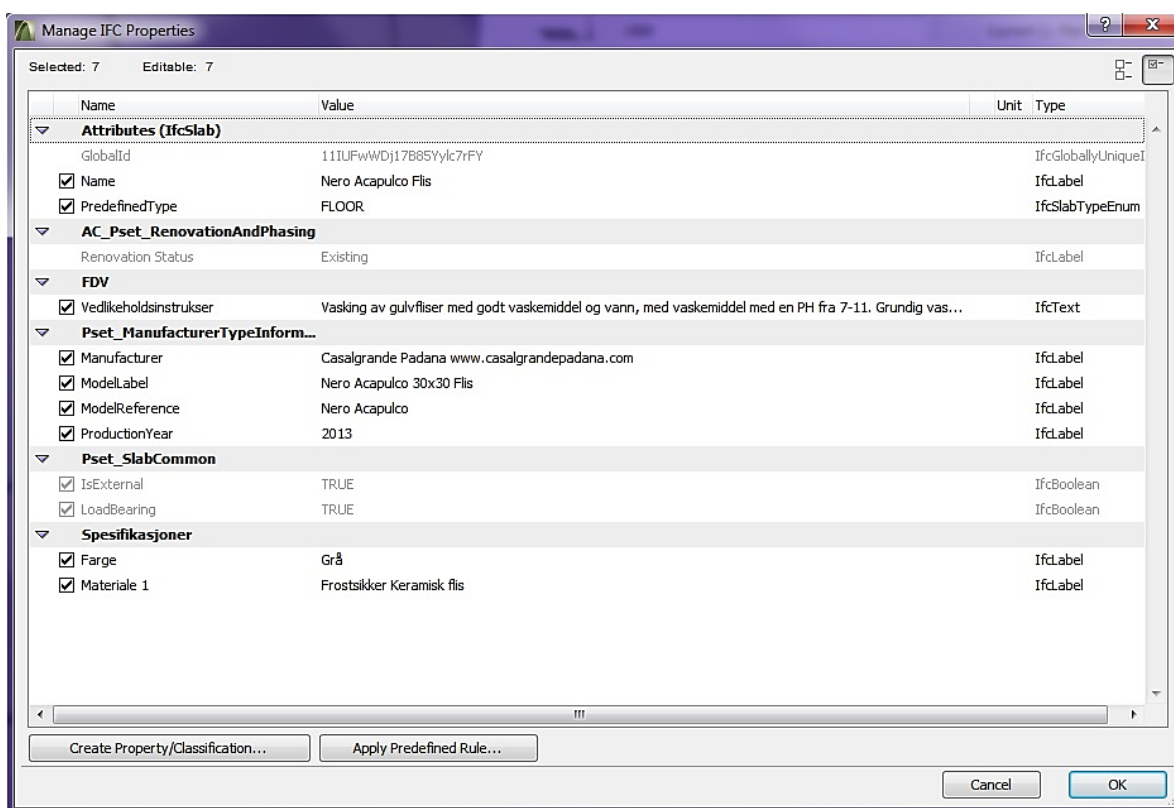 Manage IFC Properties
Selected: 7 Editable: 7
Name Value Unit Type
Attributes (IfcSlab)
GlobalId 11IUFwWDj17B85Yylc7rFY IfcGloballyUniqueI
Name Nero Acapulco Flis IfcLabel
PredefinedType FLOOR IfcSlabTypeEnum
AC_Pset_RenovationAndPhasing
Renovation Status Existing IfcLabel
FDV
Vedlikeholdsinstrukser Vasking av gulvfliser med godt vaskemiddel og vann, med vaskemiddel med en PH fra 7-11. Grundig vas... IfcText
Pset_ManufacturerTypeInform...
Manufacturer Casalgrande Padana www.casalgrandepadana.com IfcLabel
ModelLabel Nero Acapulco 30x30 Flis IfcLabel
ModelReference Nero Acapulco IfcLabel
ProductionYear 2013 IfcLabel
Pset_SlabCommon
IsExternal TRUE IfcBoolean
LoadBearing TRUE IfcBoolean
Spesifikasjoner
Farge Grå IfcLabel
Materiale 1 Frostsikker Keramisk flis IfcLabel
Create Property/Classification... Apply Predefined Rule...
Cancel OK